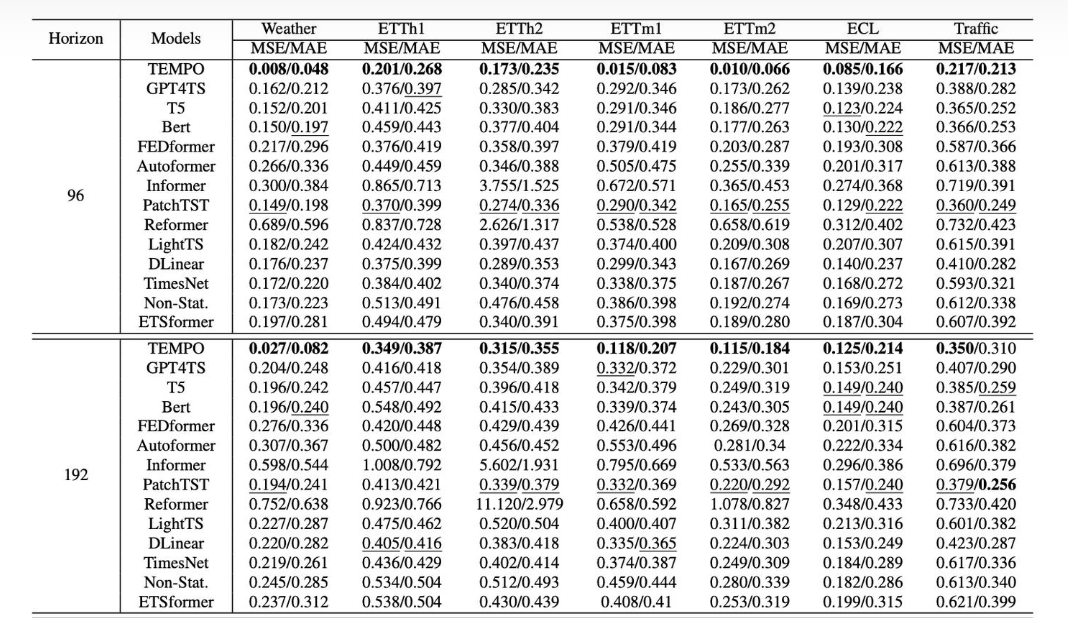 Horizon Models Weather ETTh1 ETTh2 ETTm1 ETTm2 ECL Traffic
MSE/MAE MSE/MAE MSE/MAE MSE/MAE MSE/MAE MSE/MAE MSE/MAE
96
TEMPO 0.008/0.048 0.201/0.268 0.173/0.235 0.015/0.083 0.010/0.066 0.085/0.166 0.217/0.213
GPT4TS 0.162/0.212 0.376/0.397 0.285/0.342 0.292/0.346 0.173/0.262 0.139/0.238 0.388/0.282
T5 0.152/0.201 0.411/0.425 0.330/0.383 0.291/0.346 0.186/0.277 0.123/0.224 0.365/0.252
Bert 0.150/0.197 0.459/0.443 0.377/0.404 0.291/0.344 0.177/0.263 0.130/0.222 0.366/0.253
FEDformer 0.217/0.296 0.376/0.419 0.358/0.397 0.379/0.419 0.203/0.287 0.193/0.308 0.587/0.366
Autoformer 0.266/0.336 0.449/0.459 0.346/0.388 0.505/0.475 0.255/0.339 0.201/0.317 0.613/0.388
Informer 0.300/0.384 0.865/0.713 3.755/1.525 0.672/0.571 0.365/0.453 0.274/0.368 0.719/0.391
PatchTST 0.149/0.198 0.370/0.399 0.274/0.336 0.290/0.342 0.165/0.255 0.129/0.222 0.360/0.249
Reformer 0.689/0.596 0.837/0.728 2.626/1.317 0.538/0.528 0.658/0.619 0.312/0.402 0.732/0.423
LightTS 0.182/0.242 0.424/0.432 0.397/0.437 0.374/0.400 0.209/0.308 0.207/0.307 0.615/0.391
DLinear 0.176/0.237 0.375/0.399 0.289/0.353 0.299/0.343 0.167/0.269 0.140/0.237 0.410/0.282
TimesNet 0.172/0.220 0.384/0.402 0.340/0.374 0.338/0.375 0.187/0.267 0.168/0.272 0.593/0.321
Non-Stat. 0.173/0.223 0.513/0.491 0.476/0.458 0.386/0.398 0.192/0.274 0.169/0.273 0.612/0.338
ETSformer 0.197/0.281 0.494/0.479 0.340/0.391 0.375/0.398 0.189/0.280 0.187/0.304 0.607/0.392
192
TEMPO 0.027/0.082 0.349/0.387 0.315/0.355 0.118/0.207 0.115/0.184 0.125/0.214 0.350/0.310
GPT4TS 0.204/0.248 0.416/0.418 0.354/0.389 0.332/0.372 0.229/0.301 0.153/0.251 0.407/0.290
T5 0.196/0.242 0.457/0.447 0.396/0.418 0.342/0.379 0.249/0.319 0.149/0.240 0.385/0.259
Bert 0.196/0.240 0.548/0.492 0.415/0.433 0.339/0.374 0.243/0.305 0.149/0.240 0.387/0.261
FEDformer 0.276/0.336 0.420/0.448 0.429/0.439 0.426/0.441 0.269/0.328 0.201/0.315 0.604/0.373
Autoformer 0.307/0.367 0.500/0.482 0.456/0.452 0.553/0.496 0.281/0.34 0.222/0.334 0.616/0.382
Informer 0.598/0.544 1.008/0.792 5.602/1.931 0.795/0.669 0.533/0.563 0.296/0.386 0.696/0.379
PatchTST 0.194/0.241 0.413/0.421 0.339/0.379 0.332/0.369 0.220/0.292 0.157/0.240 0.379/0.256
Reformer 0.752/0.638 0.923/0.766 11.120/2.979 0.658/0.592 1.078/0.827 0.348/0.433 0.733/0.420
LightTS 0.227/0.287 0.475/0.462 0.520/0.504 0.400/0.407 0.311/0.382 0.213/0.316 0.601/0.382
DLinear 0.220/0.282 0.405/0.416 0.383/0.418 0.335/0.365 0.224/0.303 0.153/0.249 0.423/0.287
TimesNet 0.219/0.261 0.436/0.429 0.402/0.414 0.374/0.387 0.249/0.309 0.184/0.289 0.617/0.336
Non-Stat. 0.245/0.285 0.534/0.504 0.512/0.493 0.459/0.444 0.280/0.339 0.182/0.286 0.613/0.340
ETSformer 0.237/0.312 0.538/0.504 0.430/0.439 0.408/0.41 0.253/0.319 0.199/0.315 0.621/0.399